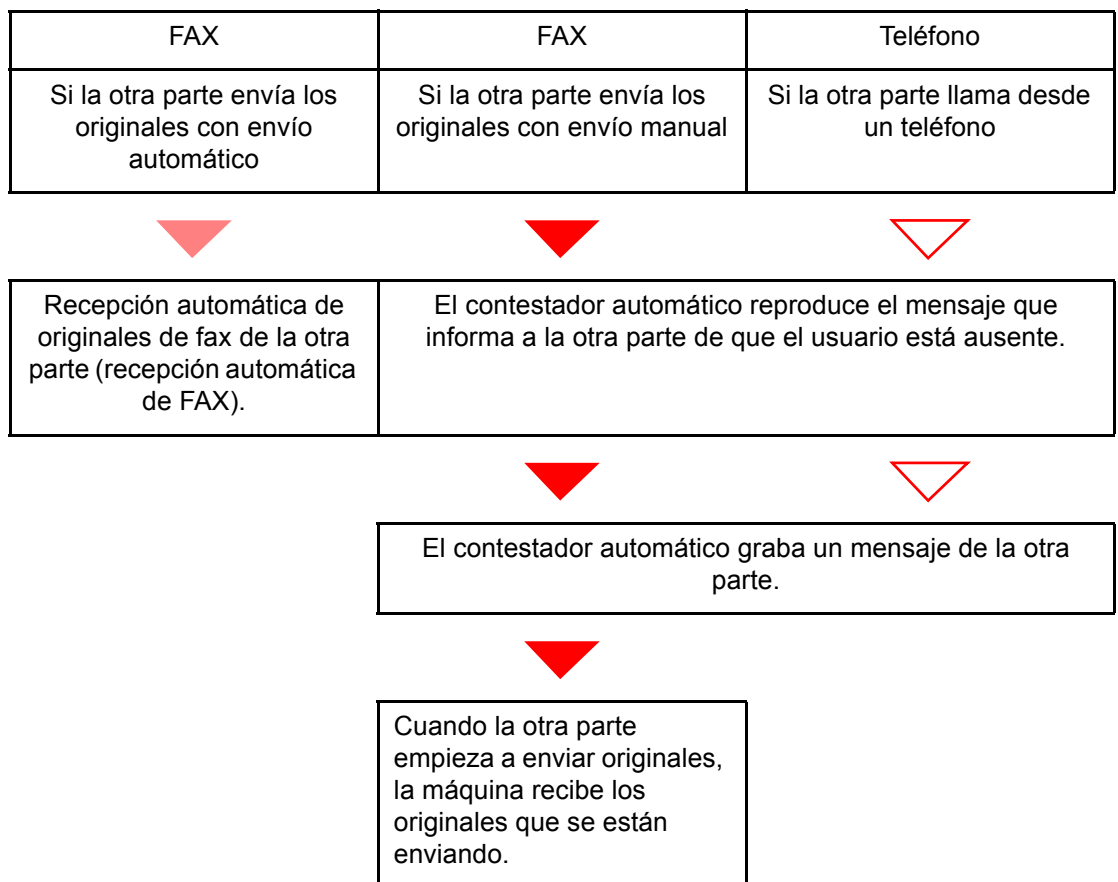 FAX
FAX
Teléfono
Si la otra parte envía los
originales con envío
automático
Si la otra parte envía los
originales con envío manual
Si la otra parte llama desde
un teléfono
Recepción automática de
originales de fax de la otra
parte (recepción automática
de FAX).
El contestador automático reproduce el mensaje que
informa a la otra parte de que el usuario está ausente.
El contestador automático graba un mensaje de la otra
parte.
Cuando la otra parte
empieza a enviar originales,
la máquina recibe los
originales que se están
enviando.